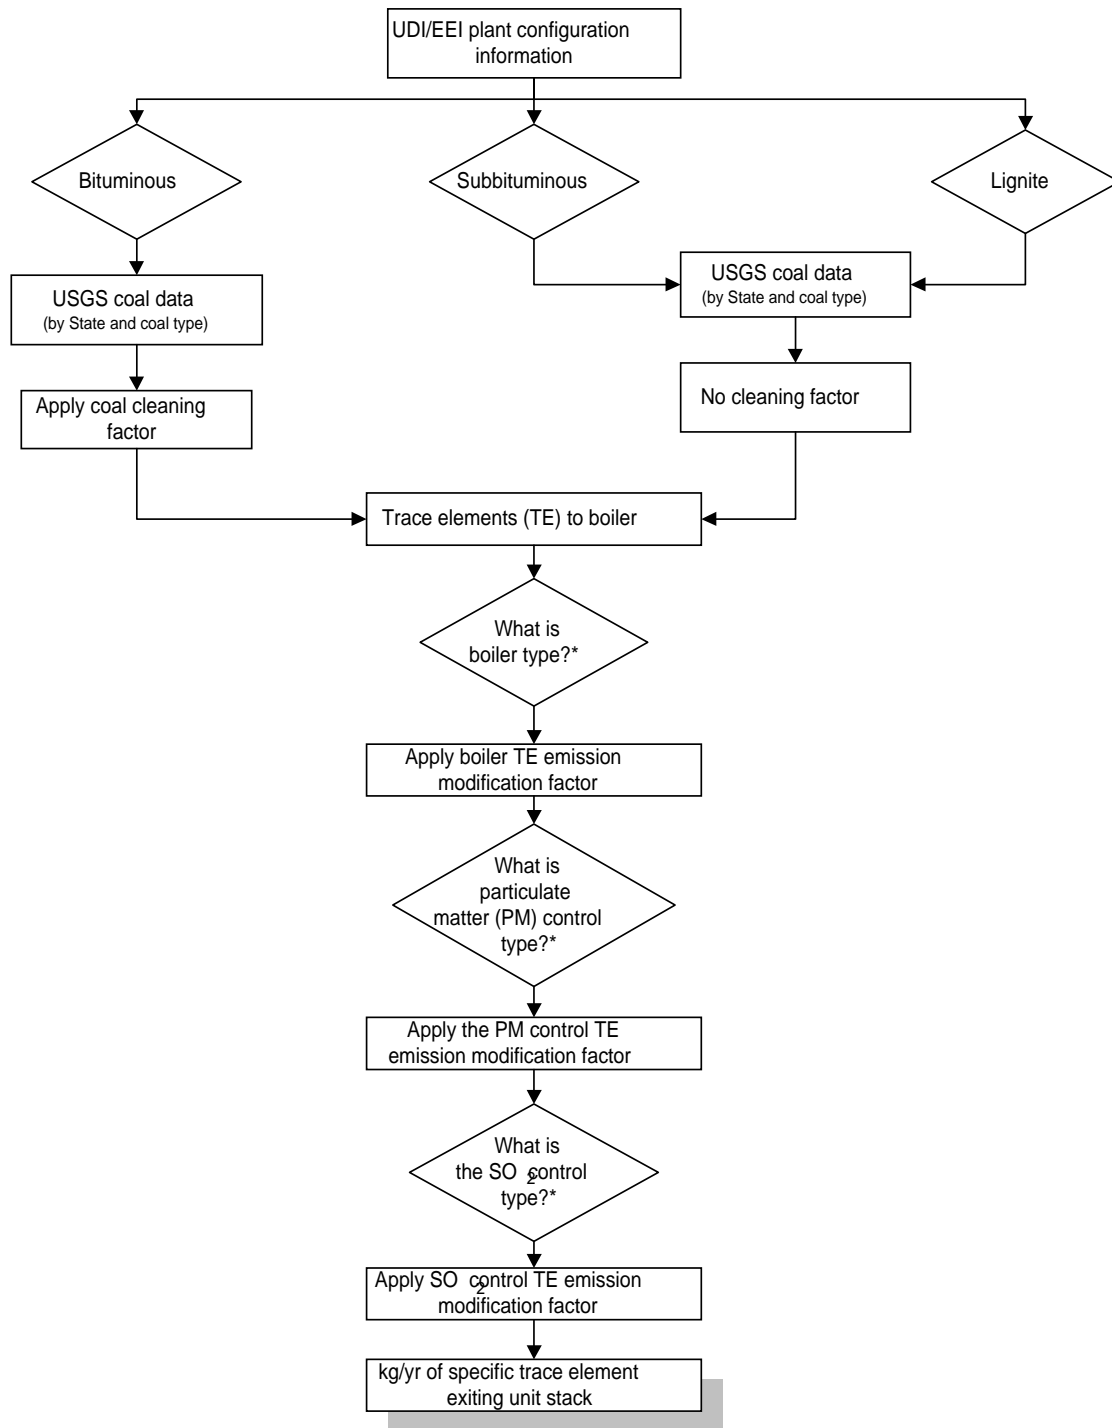 UDI/EEI plant configuration
information
Bituminous
Subbituminous
Lignite
USGS coal data
(by State and coal type)
USGS coal data
(by State and coal type)
Apply coal cleaning
factor
No cleaning factor
Trace elements (TE) to boiler
What is
boiler type?*
Apply boiler TE emission
modification factor
What is
particulate
matter (PM) control
type?*
Apply the PM control TE
emission modification factor
What is
the SO2 control
type?*
Apply SO2 control TE emission
modification factor
kg/yr of specific trace element
exiting unit stack